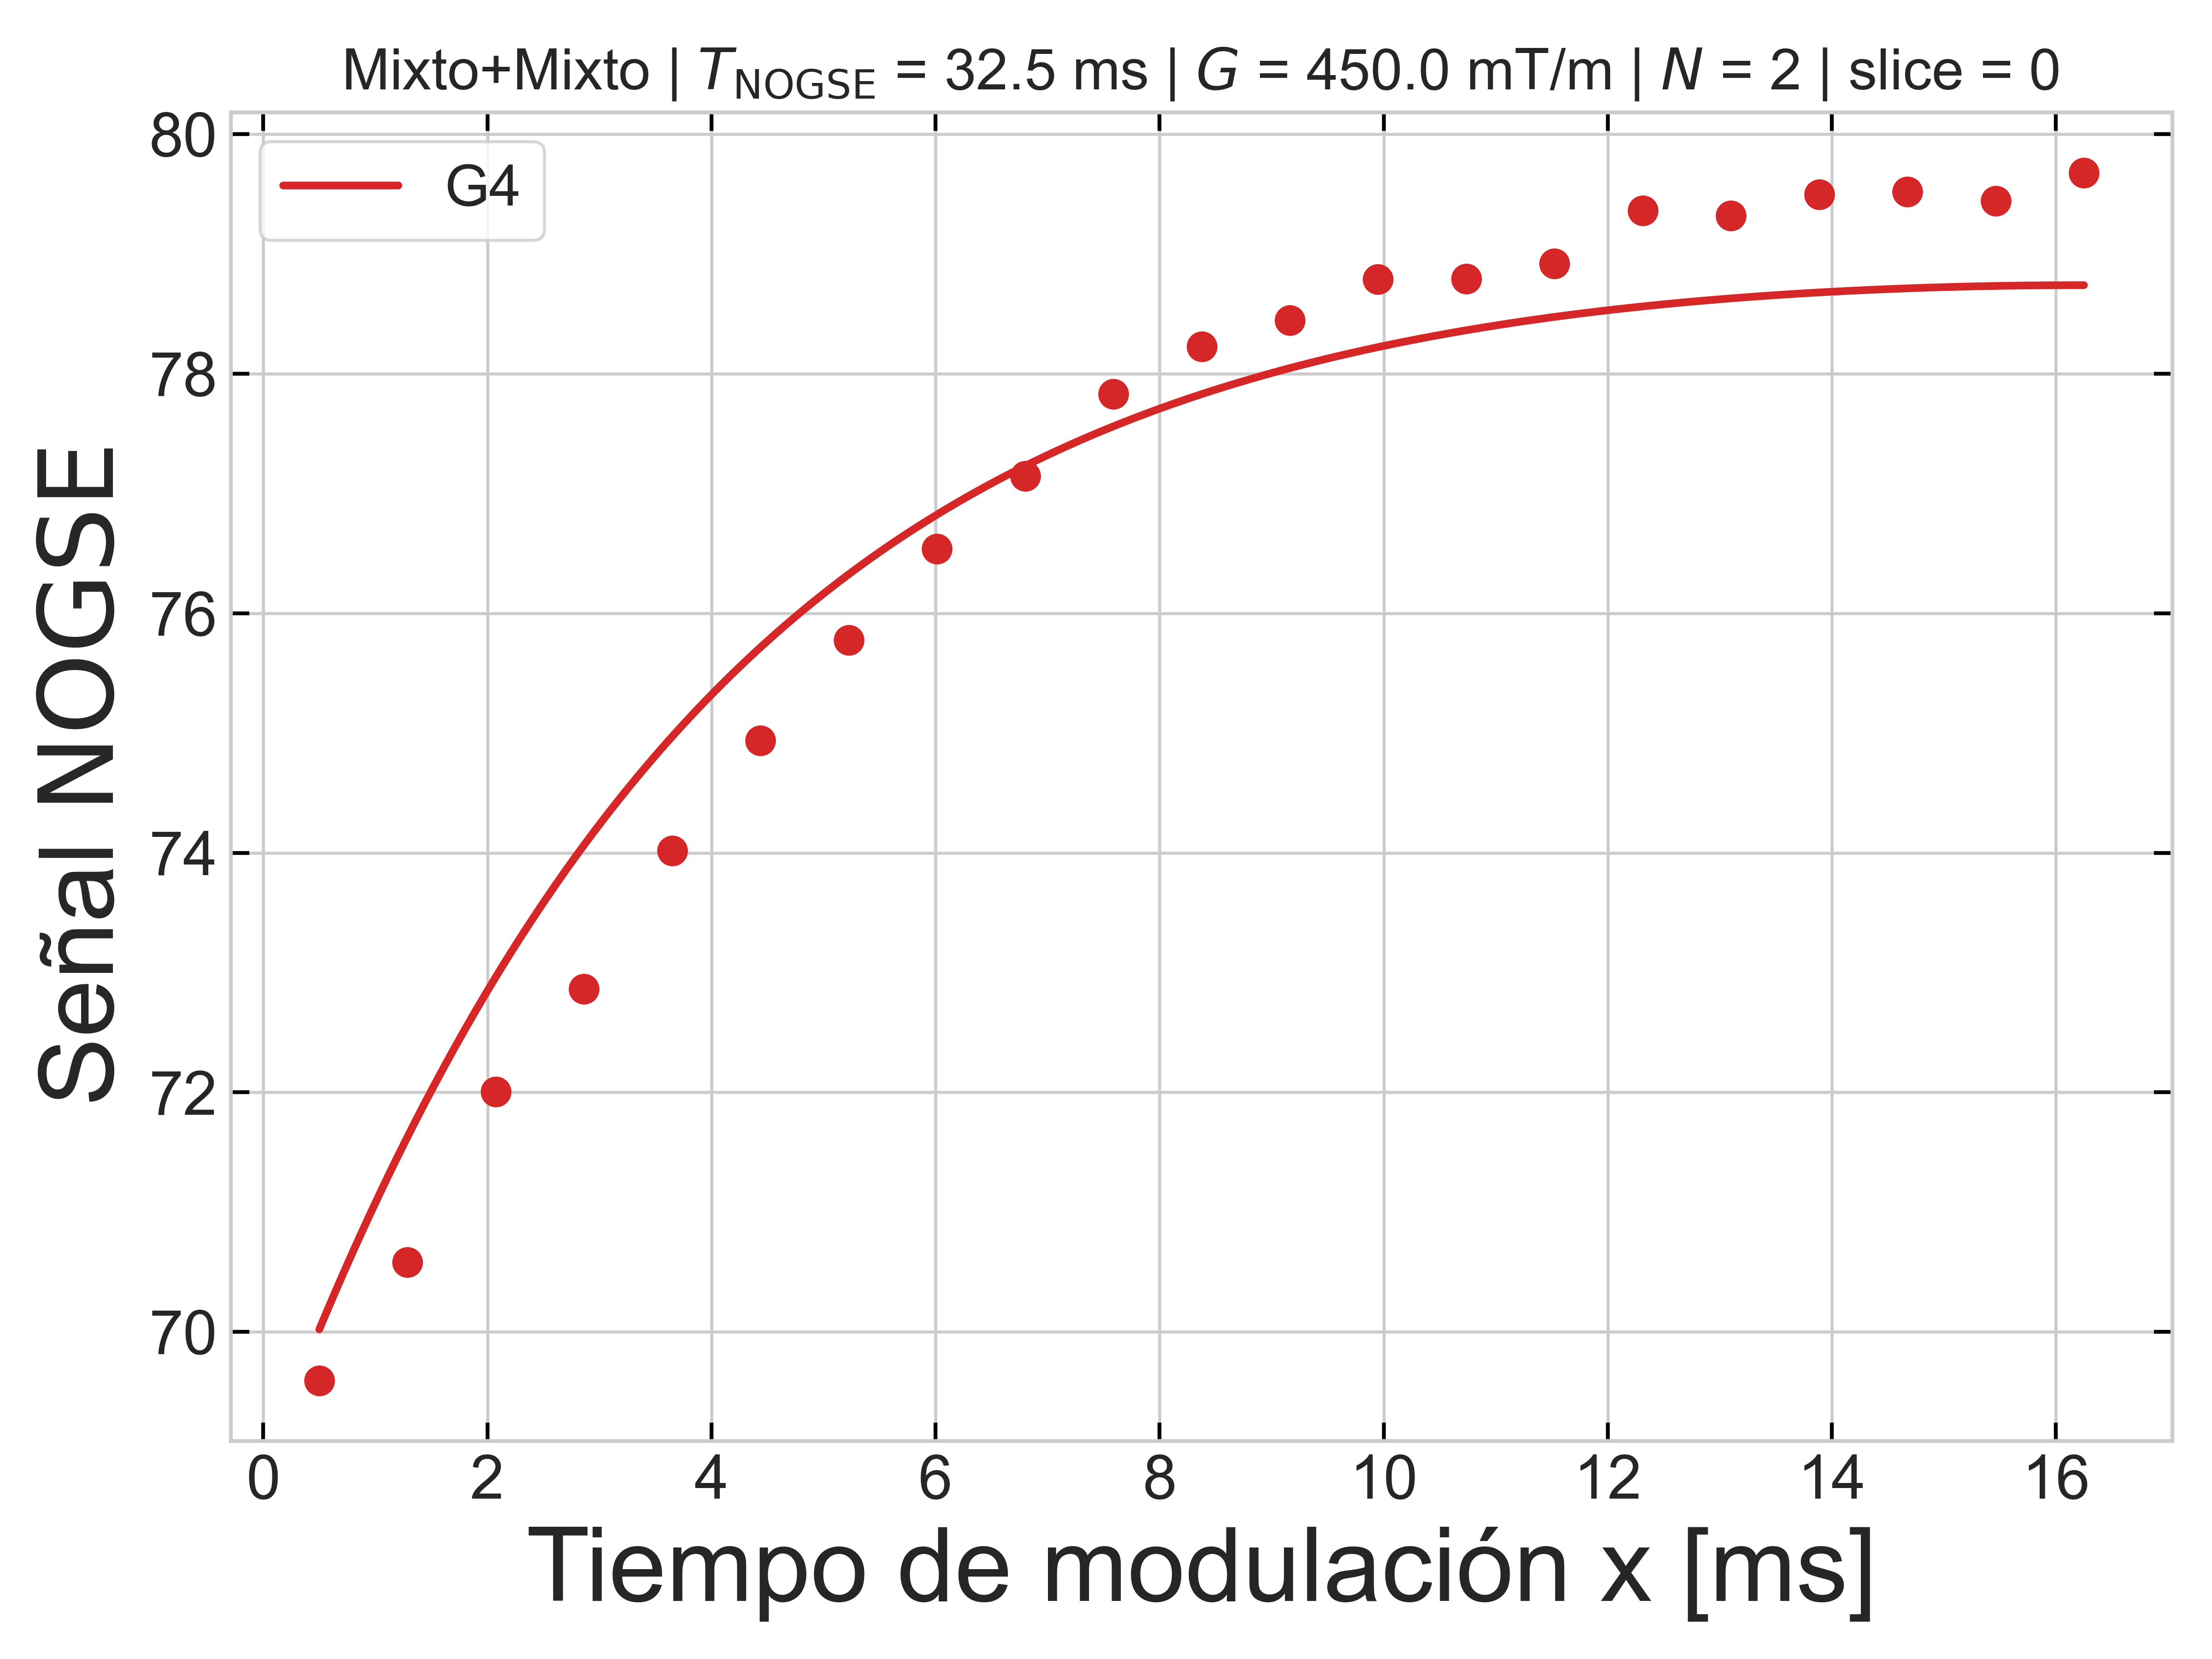 Mixto+Mixto | T_NOGSE = 32.5 ms | G = 450.0 mT/m | N = 2 | slice = 0
G4
Señal NOGSE
80
78
76
74
72
70
0 2 4 6 8 10 12 14 16
Tiempo de modulación x [ms]